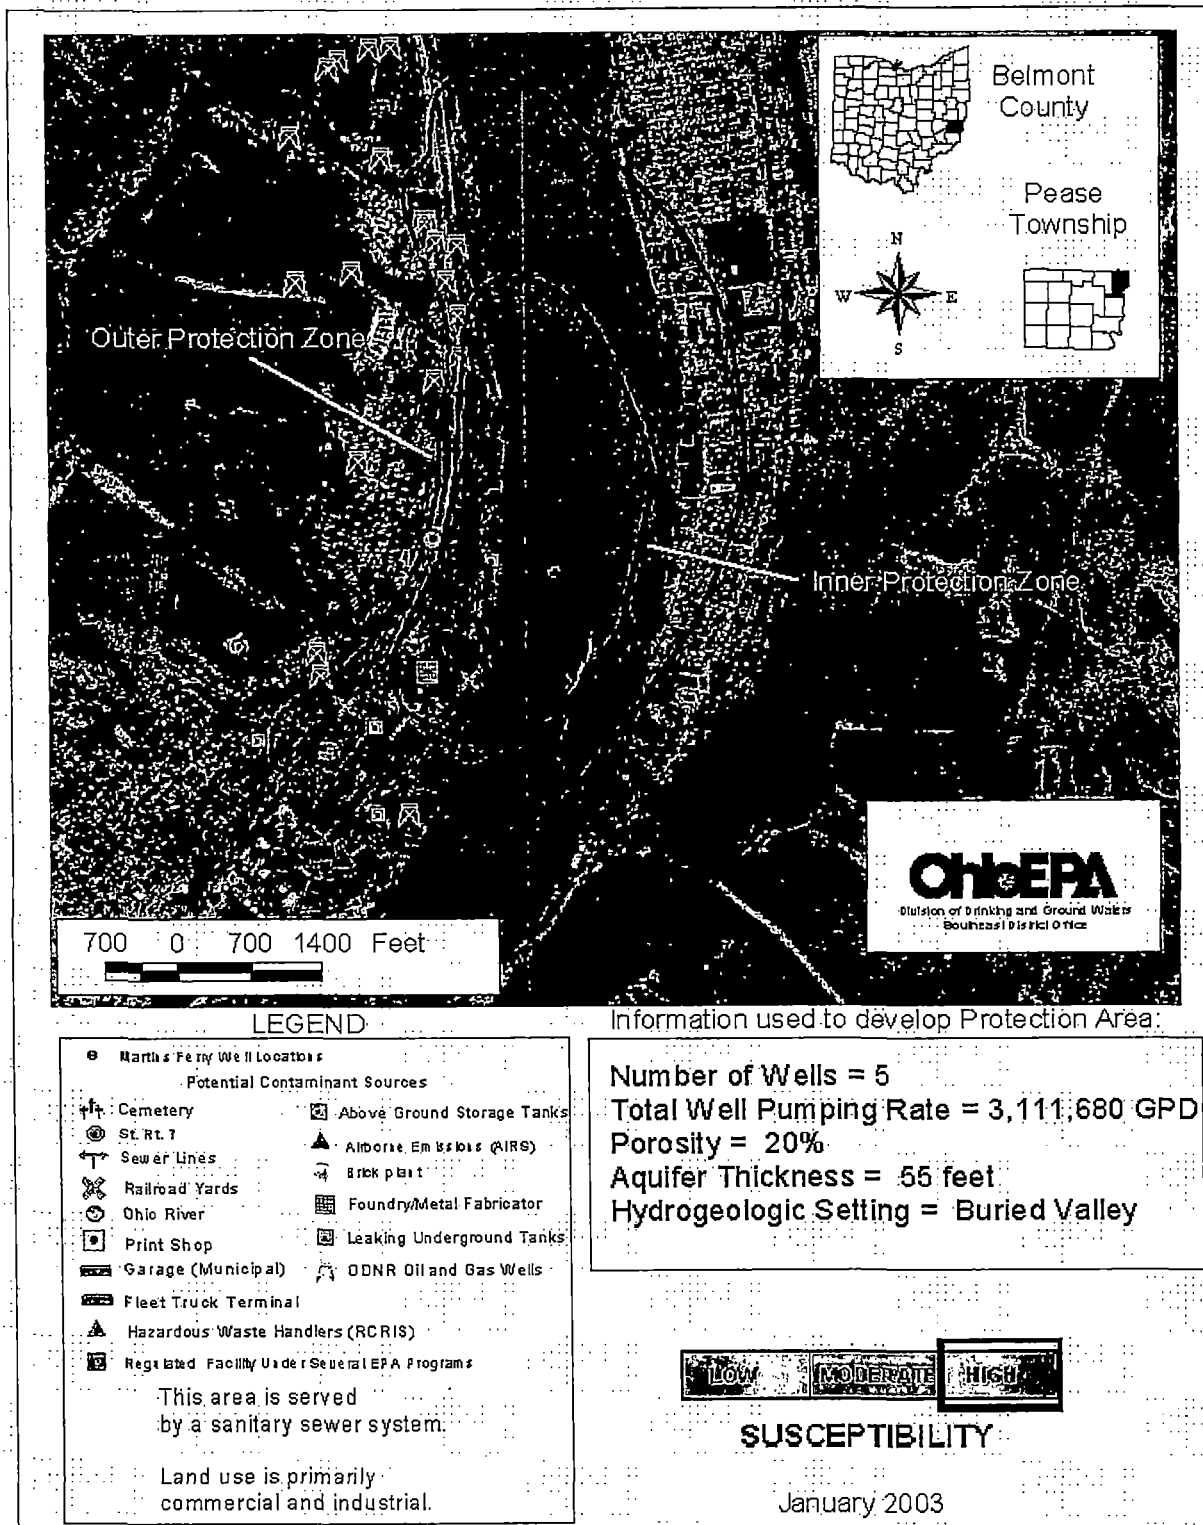 Belmont
County
Pease
Township
N
W E
S
Outer Protection Zone
Inner Protection Zone
OhioEPA
Division of Drinking and Ground Waters
Southeast District Office
700 0 700 1400 Feet
LEGEND
Martins Ferry Well Locations
Potential Contaminant Sources
Cemetery
St. Rt. 7
Sewer Lines
Railroad Yards
Ohio River
Print Shop
Garage (Municipal)
Fleet Truck Terminal
Hazardous Waste Handlers (RCRIS)
Regulated Facility Under Several EPA Programs
Above Ground Storage Tanks
Airborne Emissions (AIRS)
Brick plant
Foundry/Metal Fabricator
Leaking Underground Tanks
ODNR Oil and Gas Wells
This area is served
by a sanitary sewer system.
Land use is primarily
commercial and industrial.
Information used to develop Protection Area:
Number of Wells = 5
Total Well Pumping Rate = 3,111,680 GPD
Porosity = 20%
Aquifer Thickness = 55 feet
Hydrogeologic Setting = Buried Valley
LOW MODERATE HIGH
SUSCEPTIBILITY
January 2003